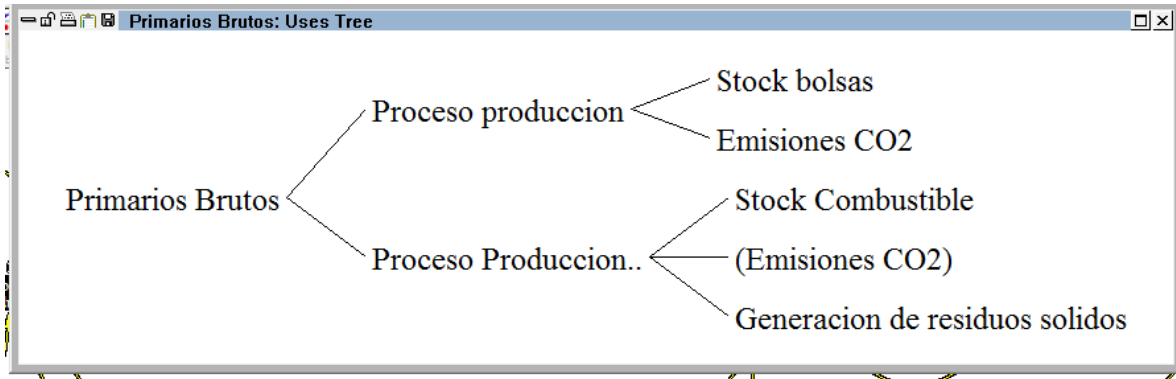 Primarios Brutos: Uses Tree
Stock bolsas
Proceso produccion
Emisiones CO2
Primarios Brutos
Stock Combustible
Proceso Produccion..
(Emisiones CO2)
Generacion de residuos solidos